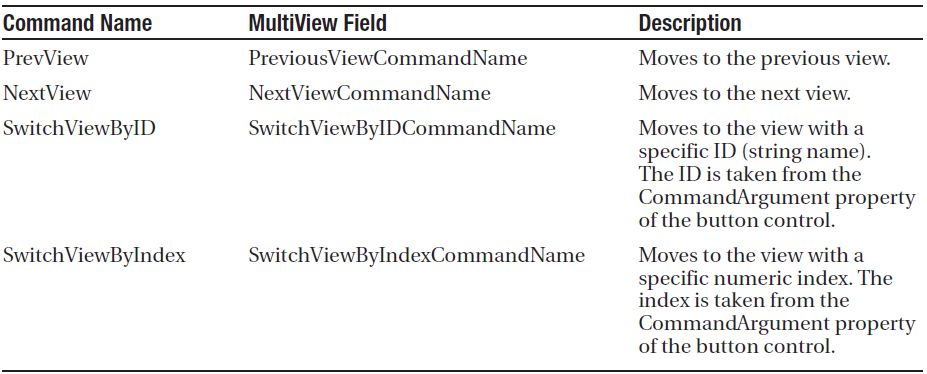 Command Name MultiView Field Description
PrevView PreviousViewCommandName Moves to the previous view.
NextView NextViewCommandName Moves to the next view.
SwitchViewByID SwitchViewByIDCommandName Moves to the view with a
specific ID (string name).
The ID is taken from the
CommandArgument property
of the button control.
SwitchViewByIndex SwitchViewByIndexCommandName Moves to the view with a
specific numeric index. The
index is taken from the
CommandArgument property
of the button control.